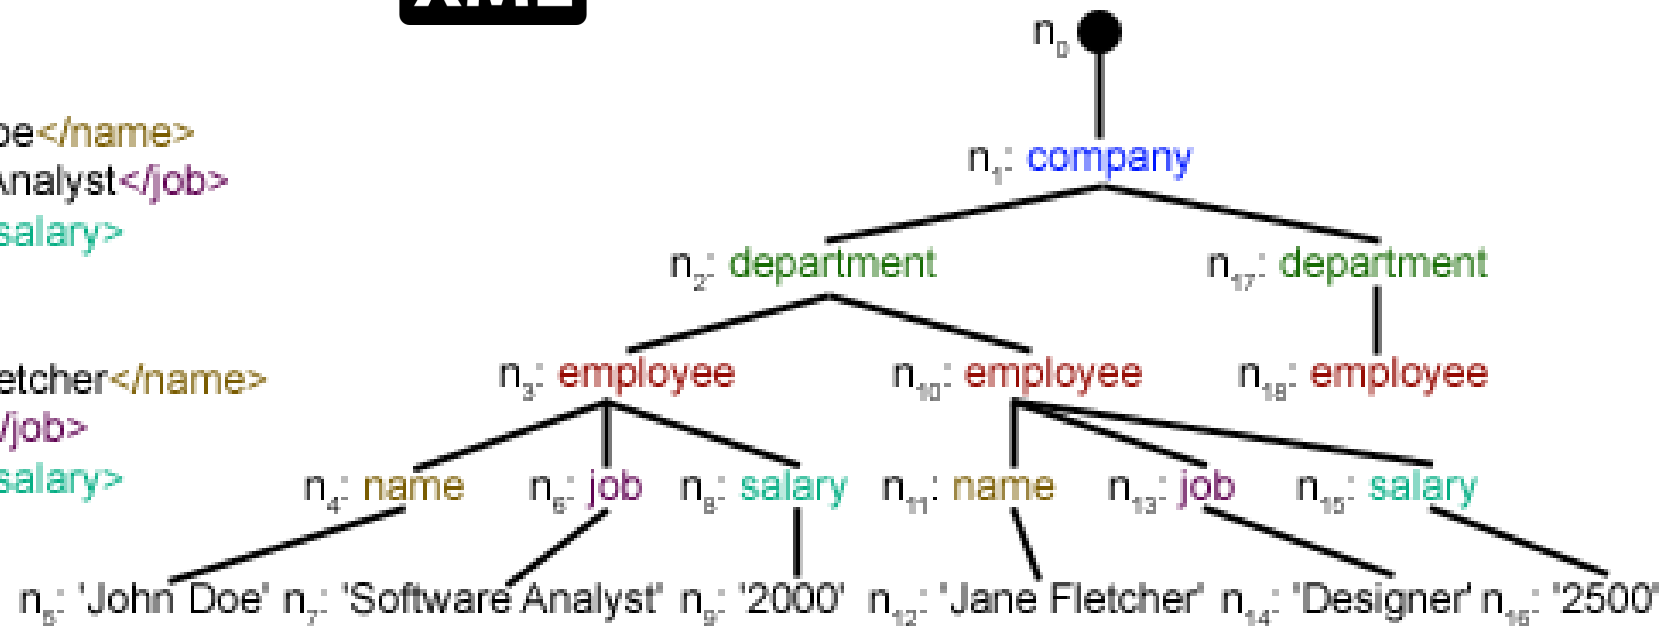 XML
n0
oe</name>
n1: company
Analyst</job>
salary>
n2: department n17: department
etcher</name>
n3: employee n10: employee n18: employee
/job>
salary>
n4: name n6: job n8: salary n11: name n13: job n15: salary
n5: 'John Doe' n7: 'Software Analyst' n9: '2000' n12: 'Jane Fletcher' n14: 'Designer' n16: '2500'